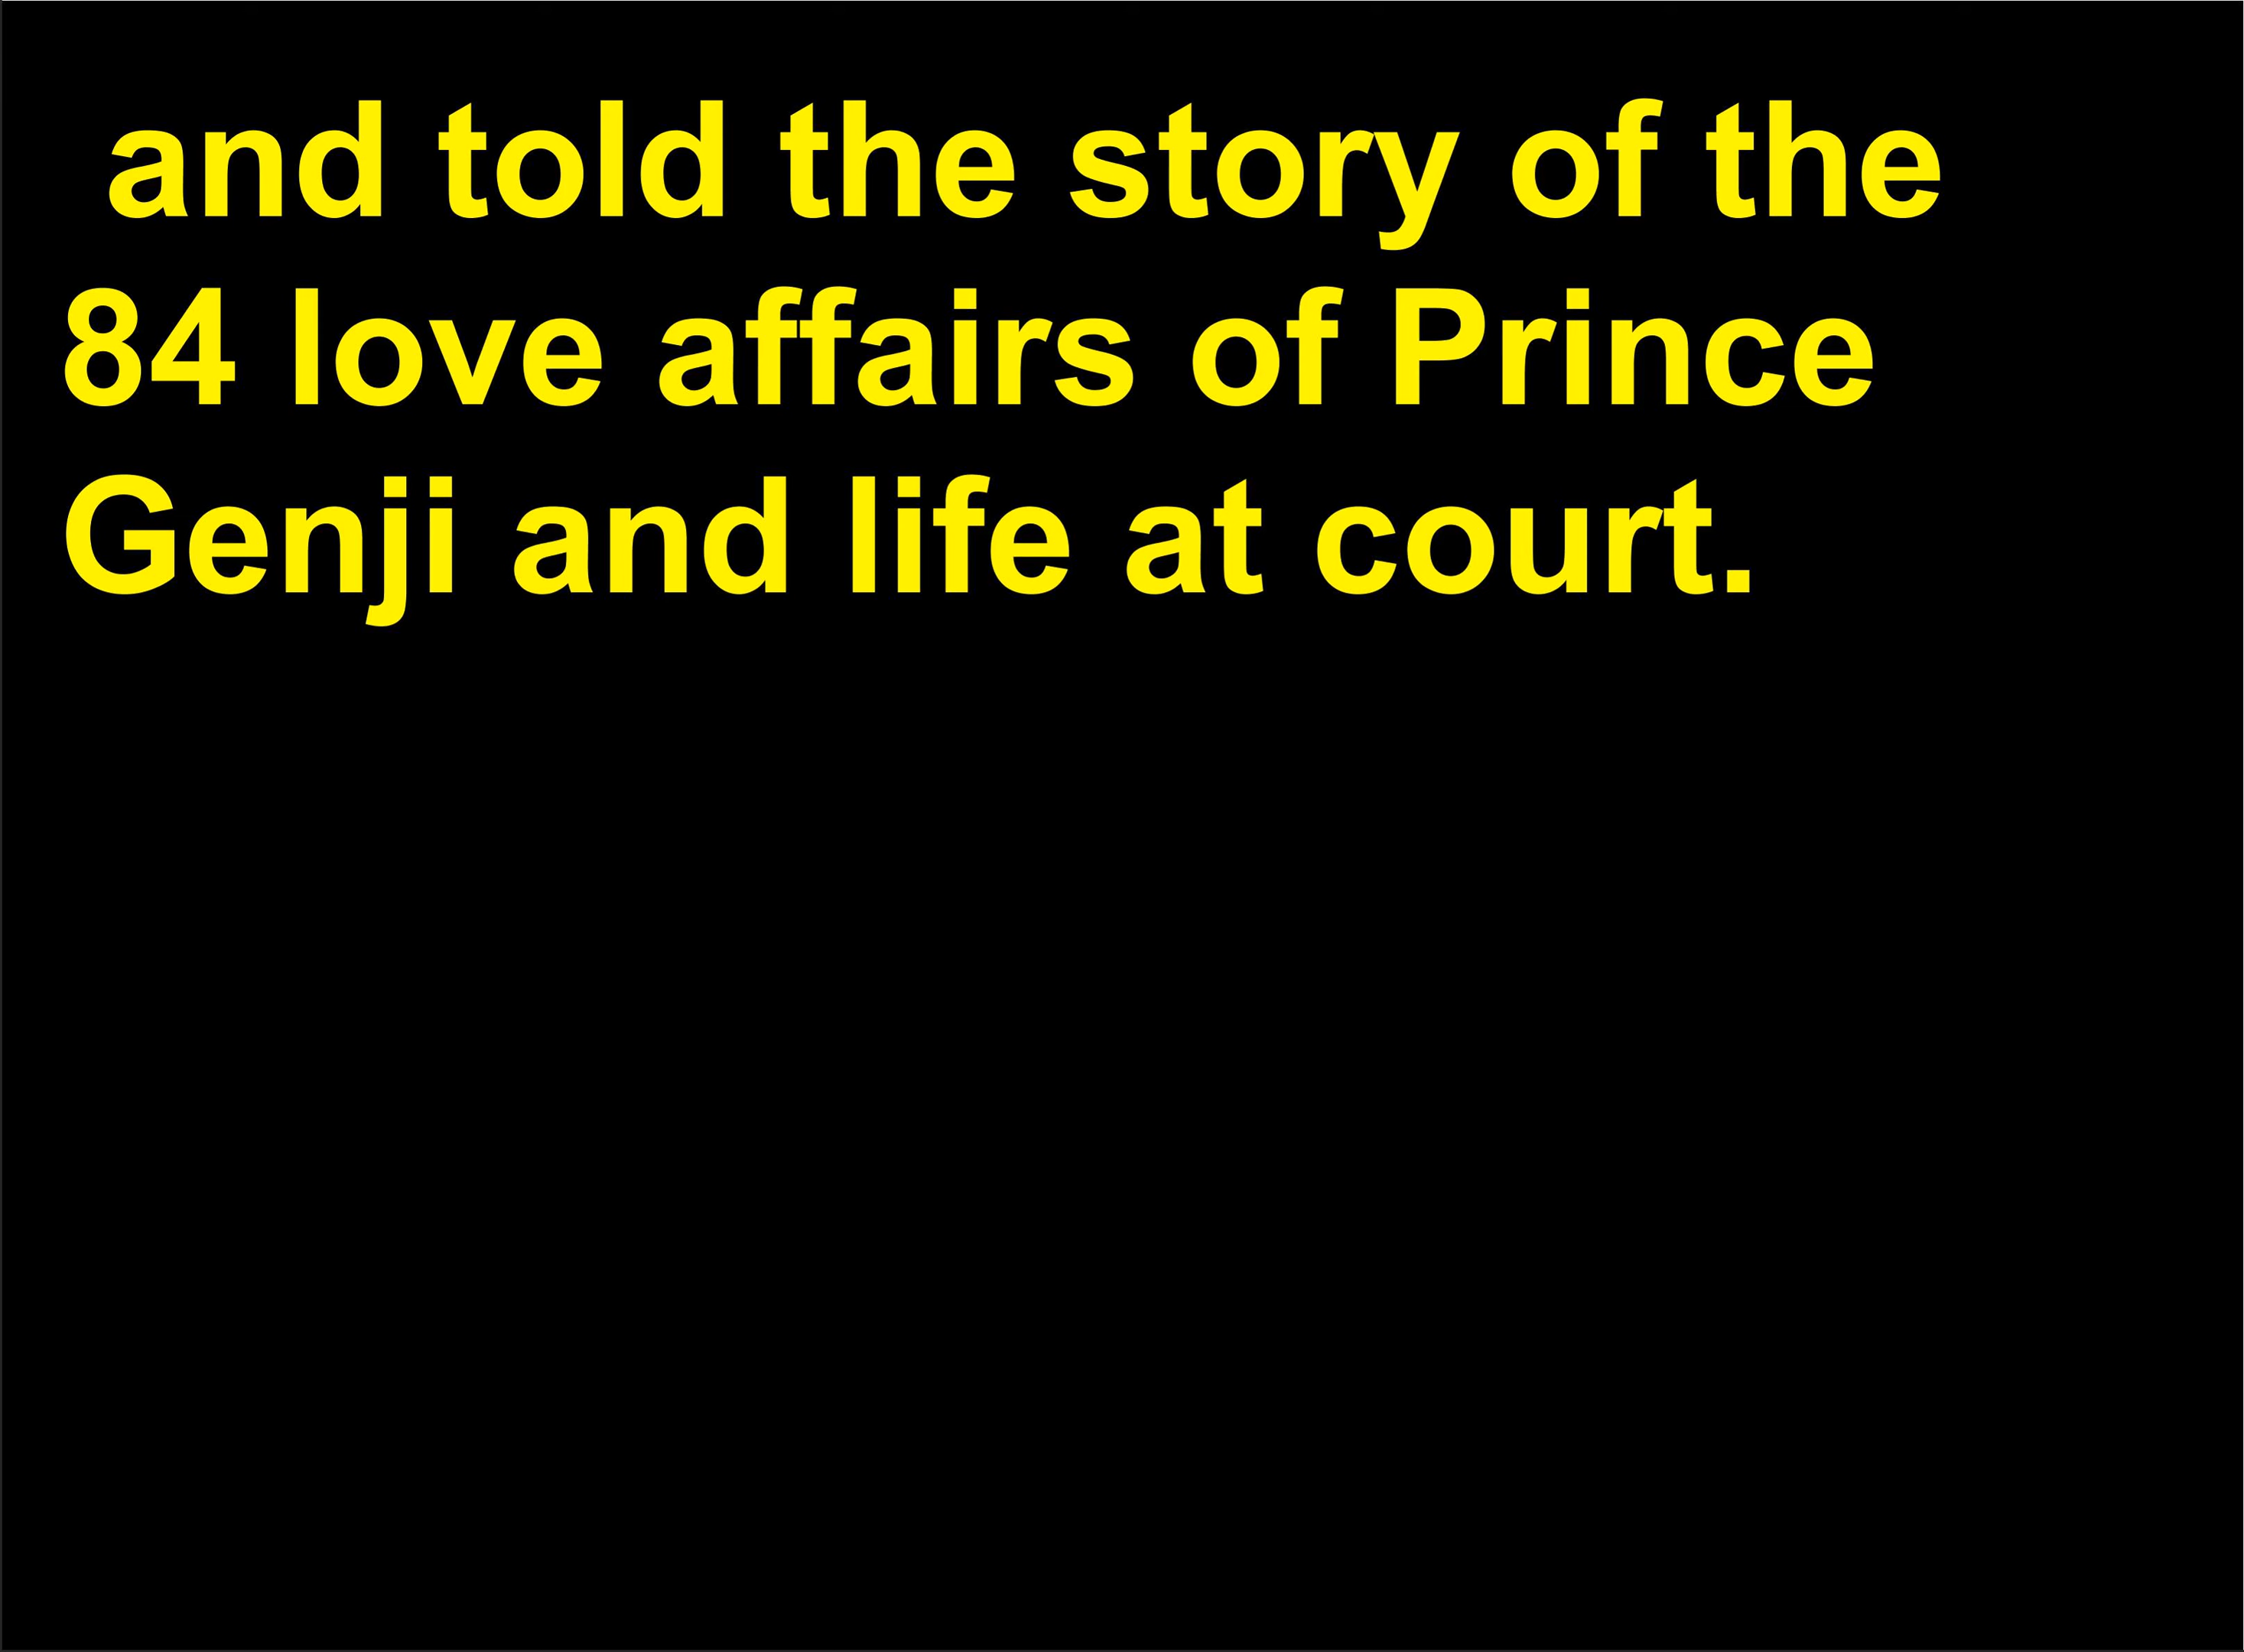 and told the story of the
84 love affairs of Prince
Genji and life at court.